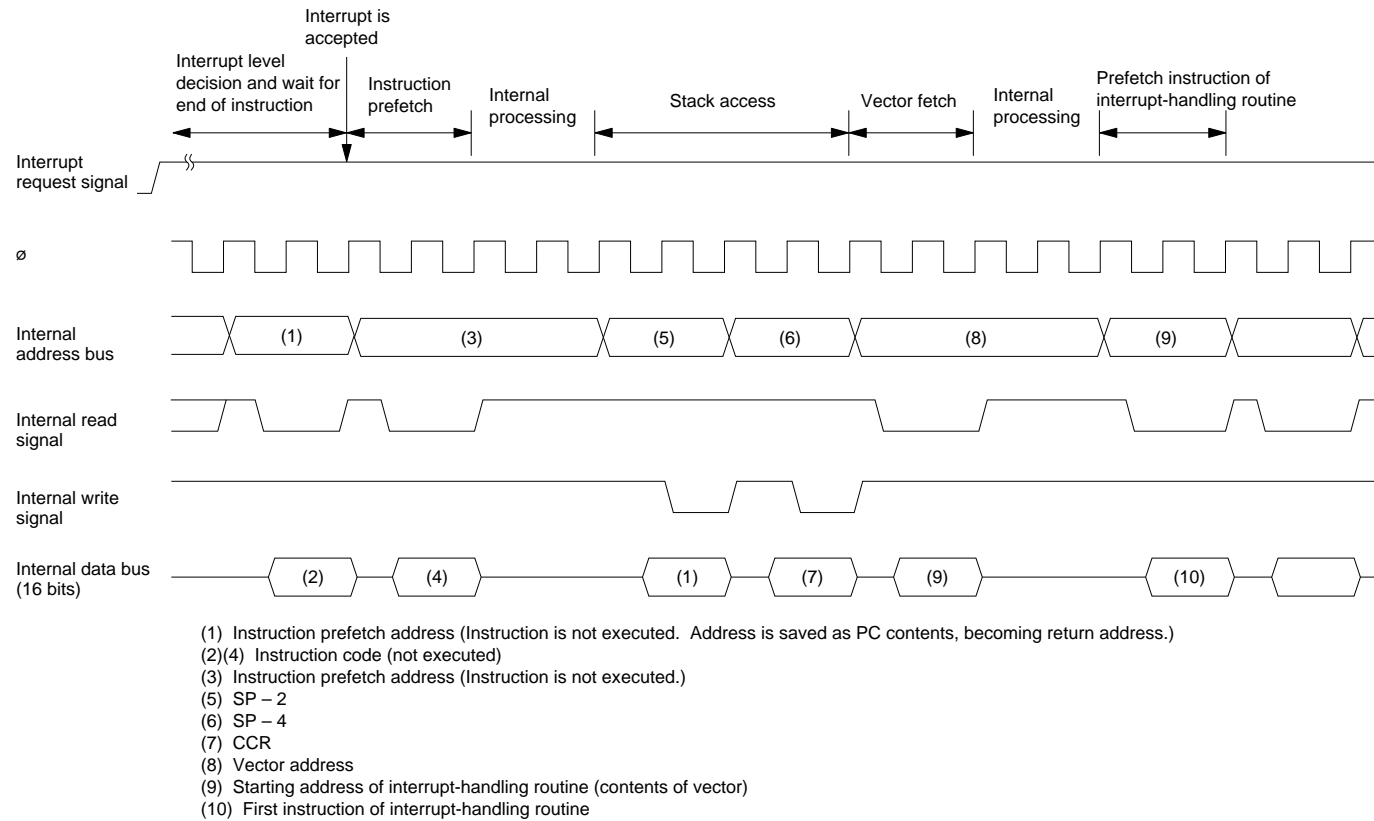 Interrupt is
accepted
Interrupt level
decision and wait for
end of instruction
Instruction
prefetch
Internal
processing
Stack access
Vector fetch
Internal
processing
Prefetch instruction of
interrupt-handling routine
Interrupt
request signal
ø
Internal
address bus
(1)
(3)
(5)
(6)
(8)
(9)
Internal read
signal
Internal write
signal
Internal data bus
(16 bits)
(2)
(4)
(1)
(7)
(9)
(10)
(1) Instruction prefetch address (Instruction is not executed. Address is saved as PC contents, becoming return address.)
(2)(4) Instruction code (not executed)
(3) Instruction prefetch address (Instruction is not executed.)
(5) SP – 2
(6) SP – 4
(7) CCR
(8) Vector address
(9) Starting address of interrupt-handling routine (contents of vector)
(10) First instruction of interrupt-handling routine